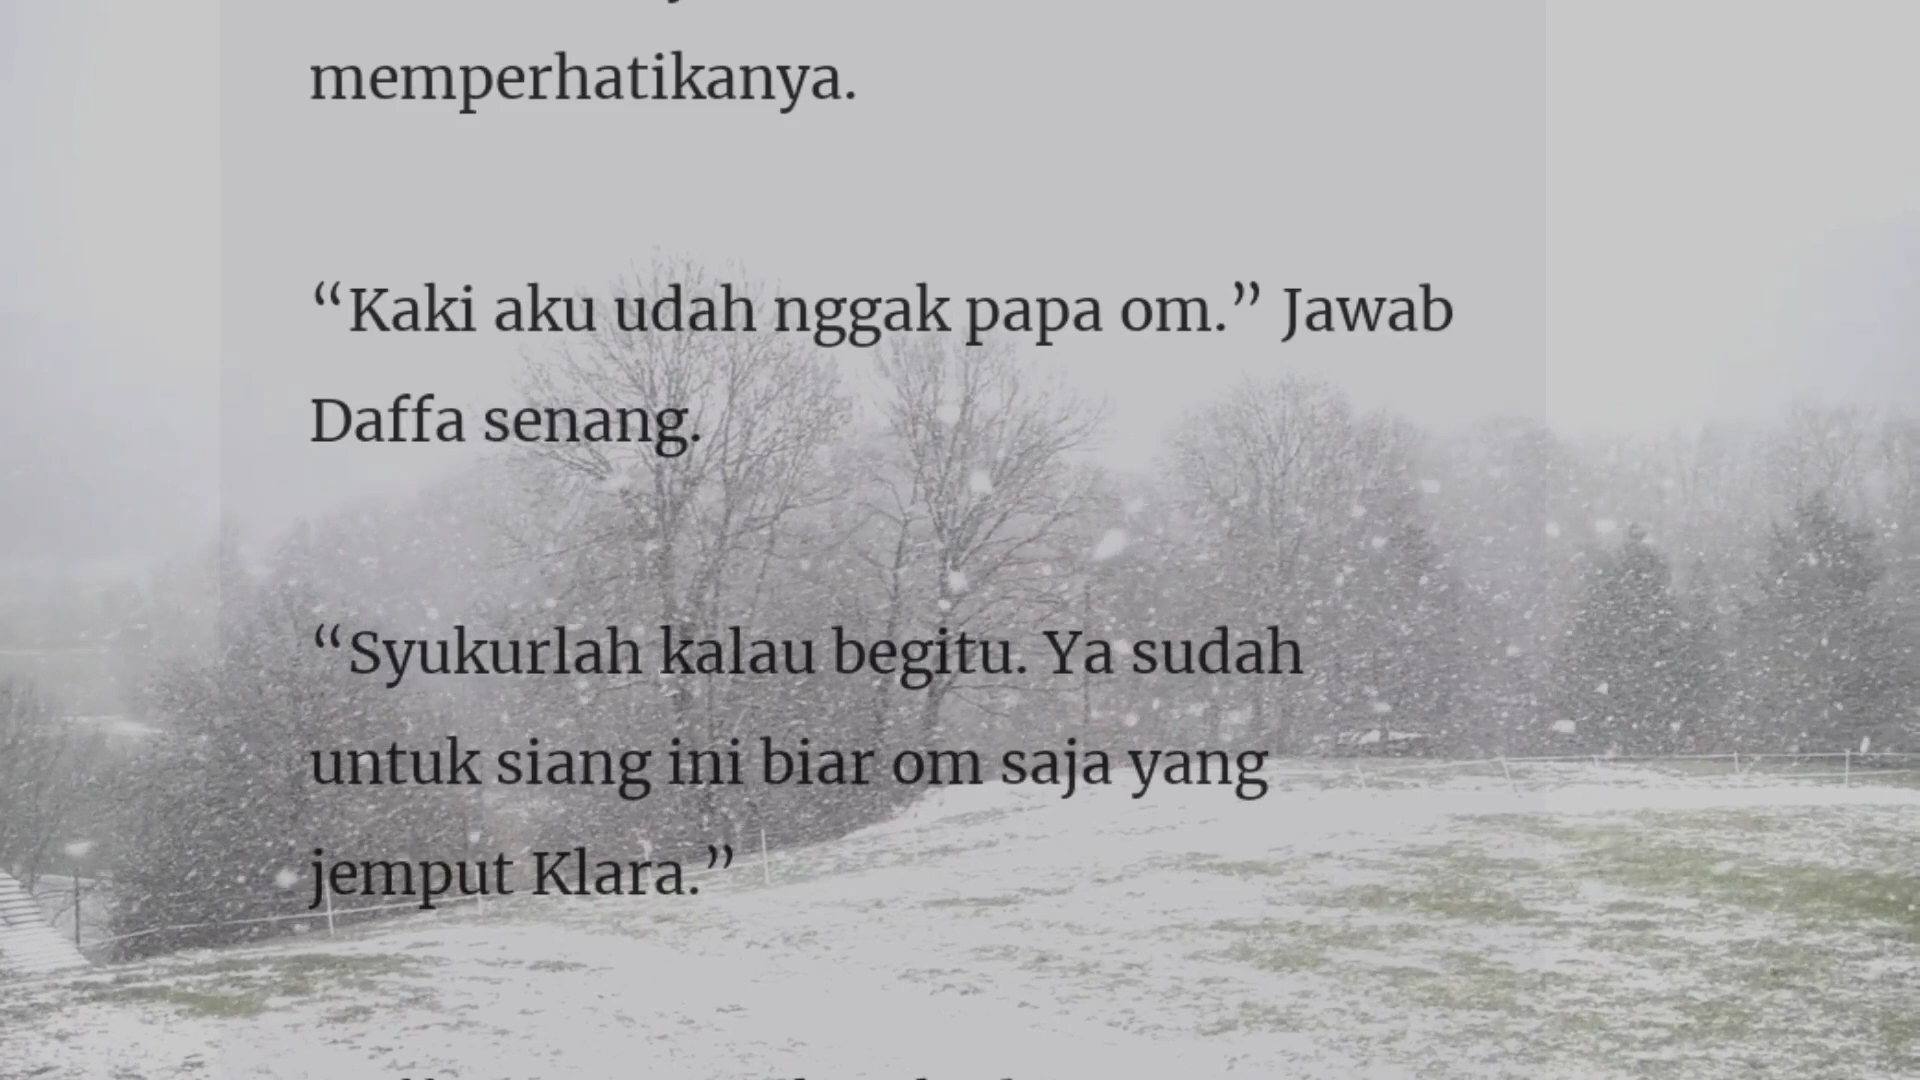 memperhatikanya.
“Kaki aku udah nggak papa om.” Jawab
Daffa senang.
“Syukurlah kalau begitu. Ya sudah
untuk siang ini biar om saja yang
jemput Klara.”